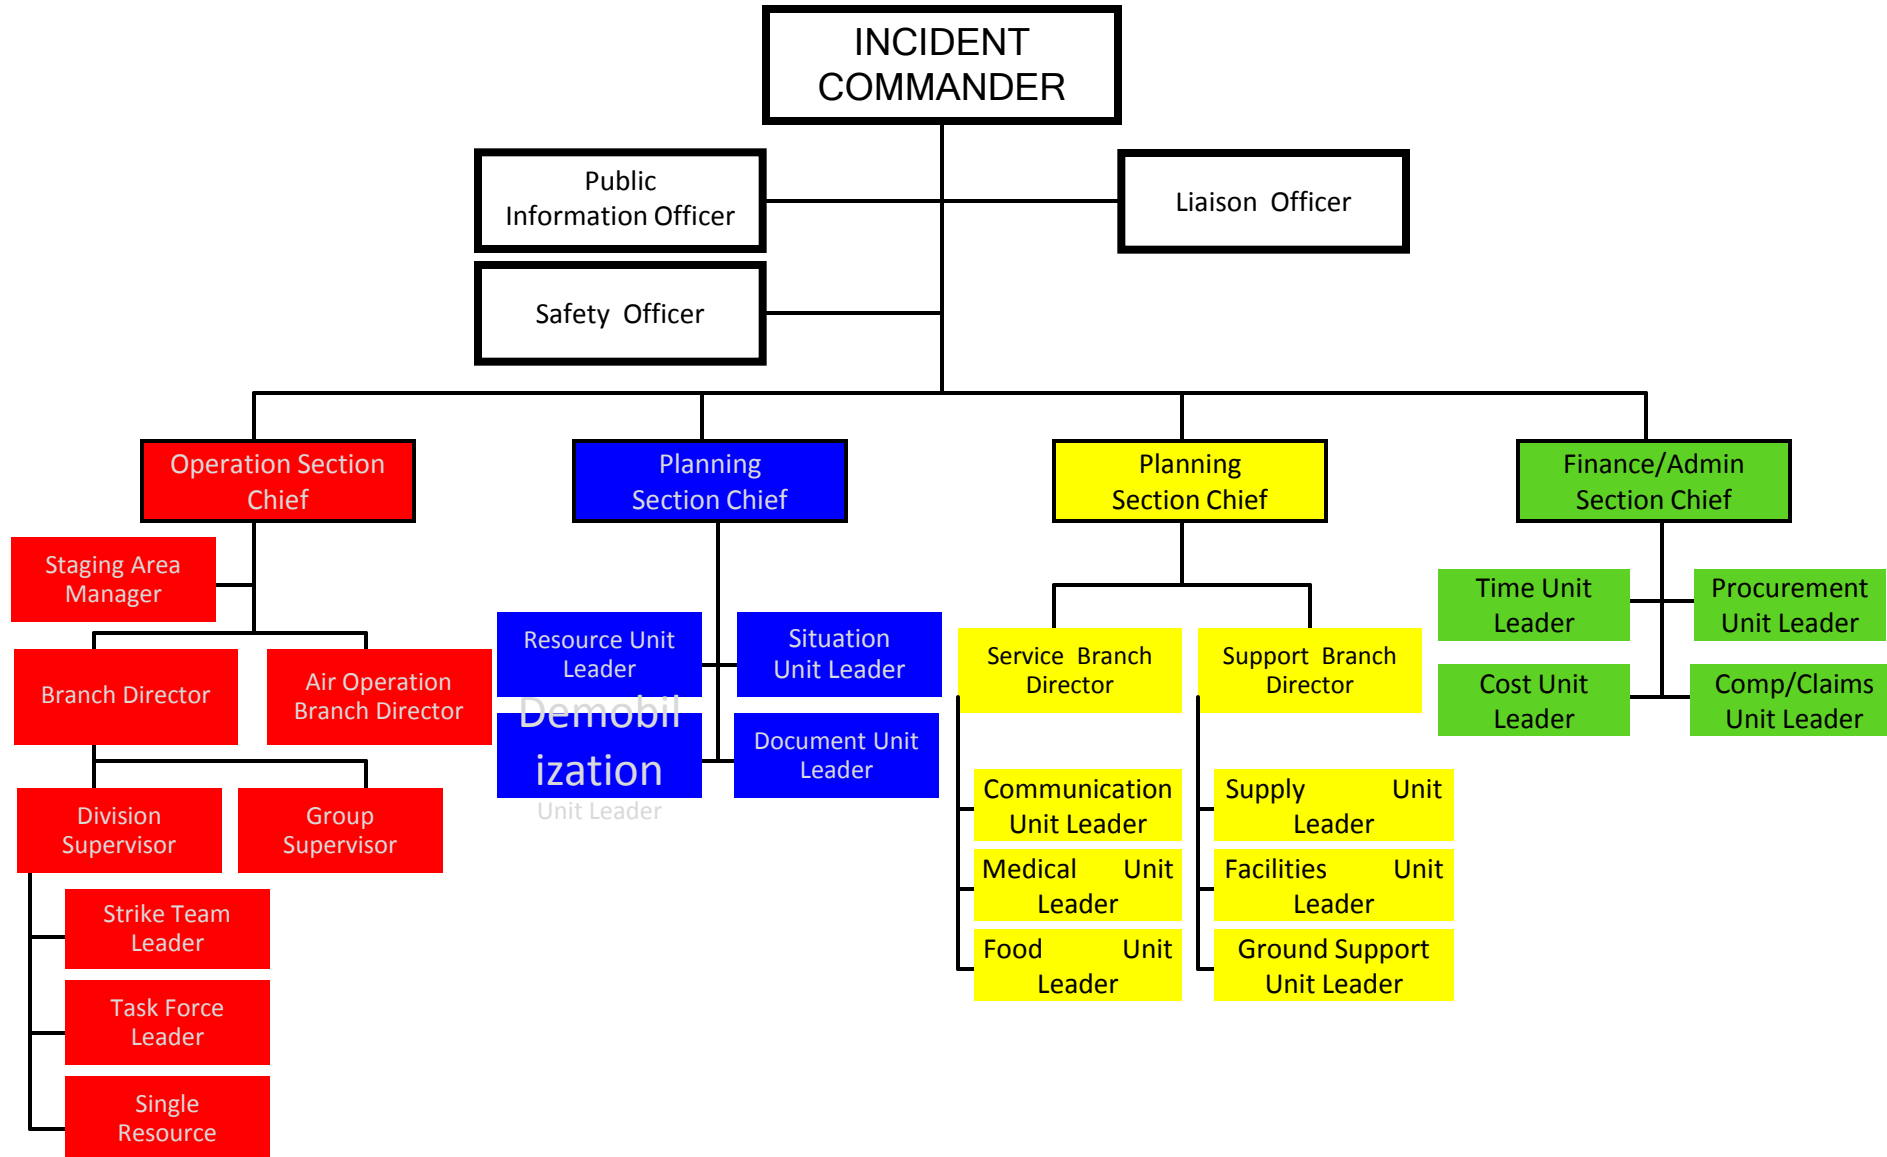 INCIDENT
COMMANDER
Public
Information Officer
Liaison Officer
Safety Officer
Operation Section
Chief
Planning
Section Chief
Planning
Section Chief
Finance/Admin
Section Chief
Staging Area
Manager
Branch Director
Air Operation
Branch Director
Division
Supervisor
Group
Supervisor
Strike Team
Leader
Task Force
Leader
Single
Resource
Resource Unit
Leader
Situation
Unit Leader
Demobil
ization
Unit Leader
Document Unit
Leader
Service Branch
Director
Support Branch
Director
Communication
Unit Leader
Medical Unit
Leader
Food Unit
Leader
Supply Unit
Leader
Facilities Unit
Leader
Ground Support
Unit Leader
Time Unit
Leader
Procurement
Unit Leader
Cost Unit
Leader
Comp/Claims
Unit Leader